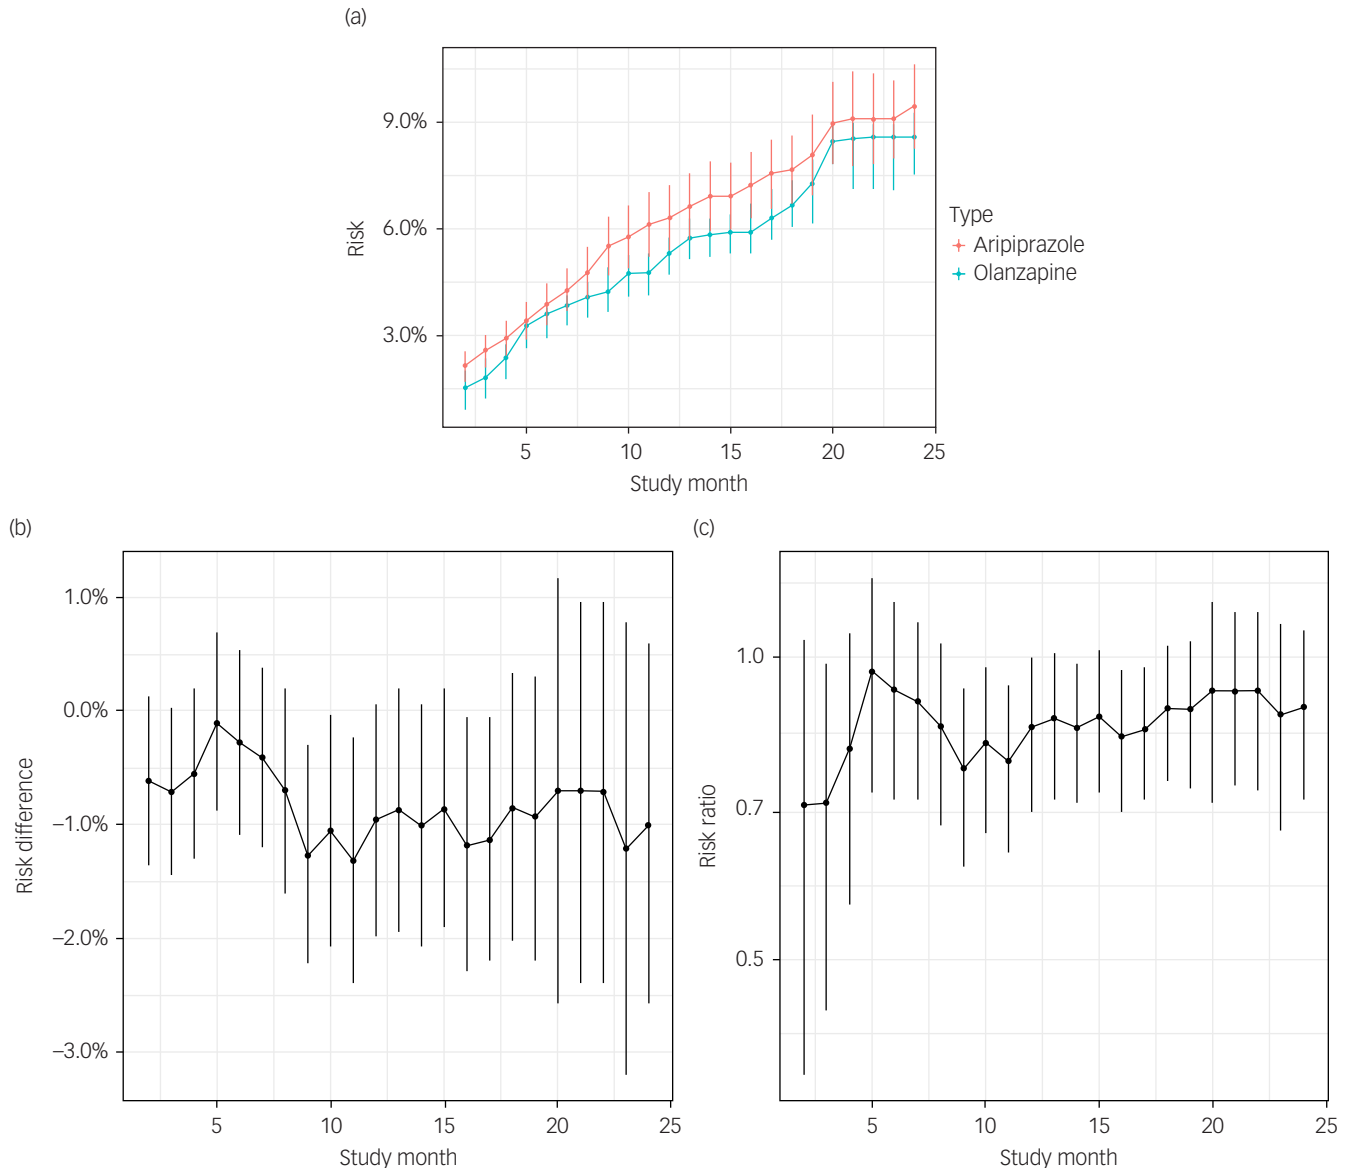 (a)
9.0%
6.0%
3.0%
Risk
5 10 15 20 25
Study month
Type
Aripiprazole
Olanzapine
(b)
1.0%
0.0%
−1.0%
−2.0%
−3.0%
Risk difference
5 10 15 20 25
Study month
(c)
1.0
0.7
0.5
Risk ratio
5 10 15 20 25
Study month